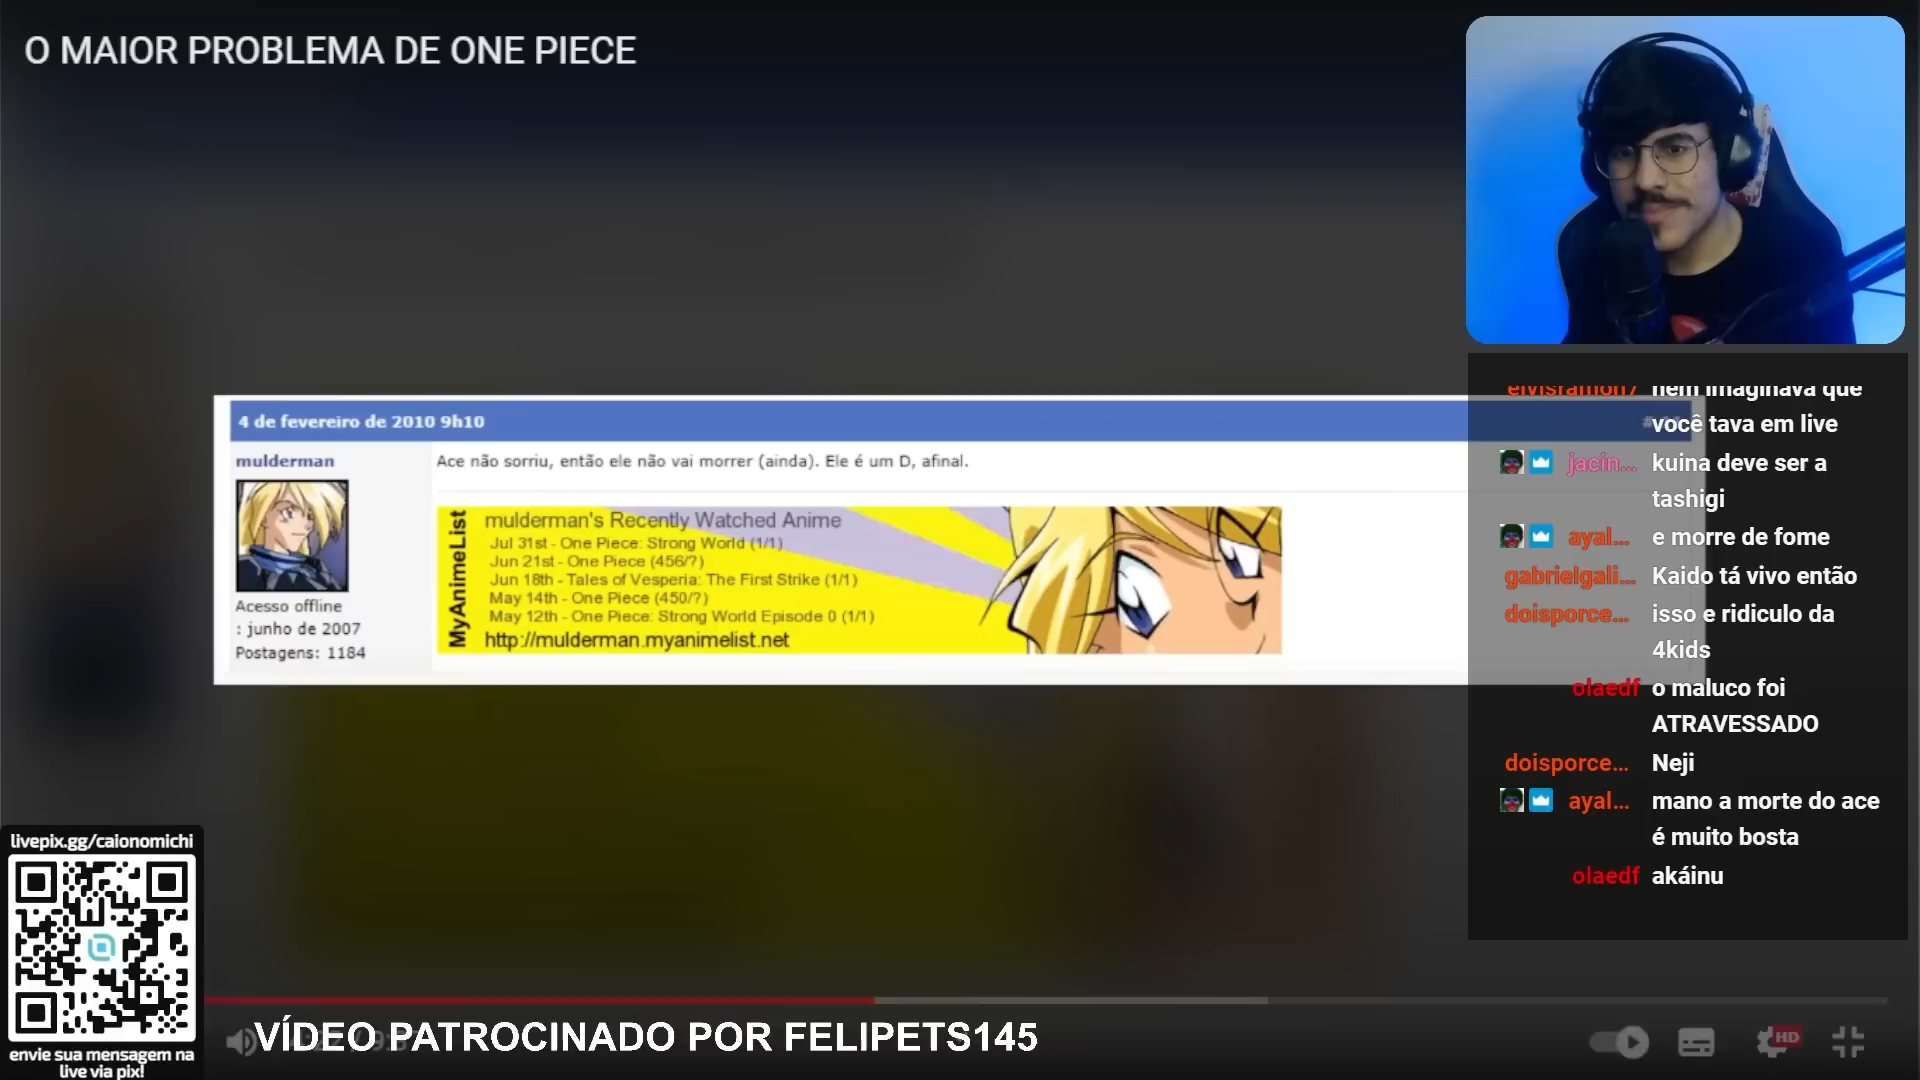 O MAIOR PROBLEMA DE ONE PIECE
4 de fevereiro de 2010 9h10
mulderman
Ace não sorriu, então ele não vai morrer (ainda). Ele é um D, afinal.
Acesso offline
: junho de 2007
Postagens: 1184
MyAnimeList
mulderman's Recently Watched Anime
Jul 31st - One Piece: Strong World (1/1)
Jun 21st - One Piece (456/?)
Jun 18th - Tales of Vesperia: The First Strike (1/1)
May 14th - One Piece (450/?)
May 12th - One Piece: Strong World Episode 0 (1/1)
http://mulderman.myanimelist.net
elvisramon7 nem imaginava que
você tava em live
jacin... kuina deve ser a
tashigi
ayal... e morre de fome
gabrielgali... Kaido tá vivo então
doisporce... isso e ridiculo da
4kids
olaedf o maluco foi
ATRAVESSADO
doisporce... Neji
ayal... mano a morte do ace
é muito bosta
olaedf akáinu
livepix.gg/caionomichi
envie sua mensagem na
live via pix!
VÍDEO PATROCINADO POR FELIPETS145
HD